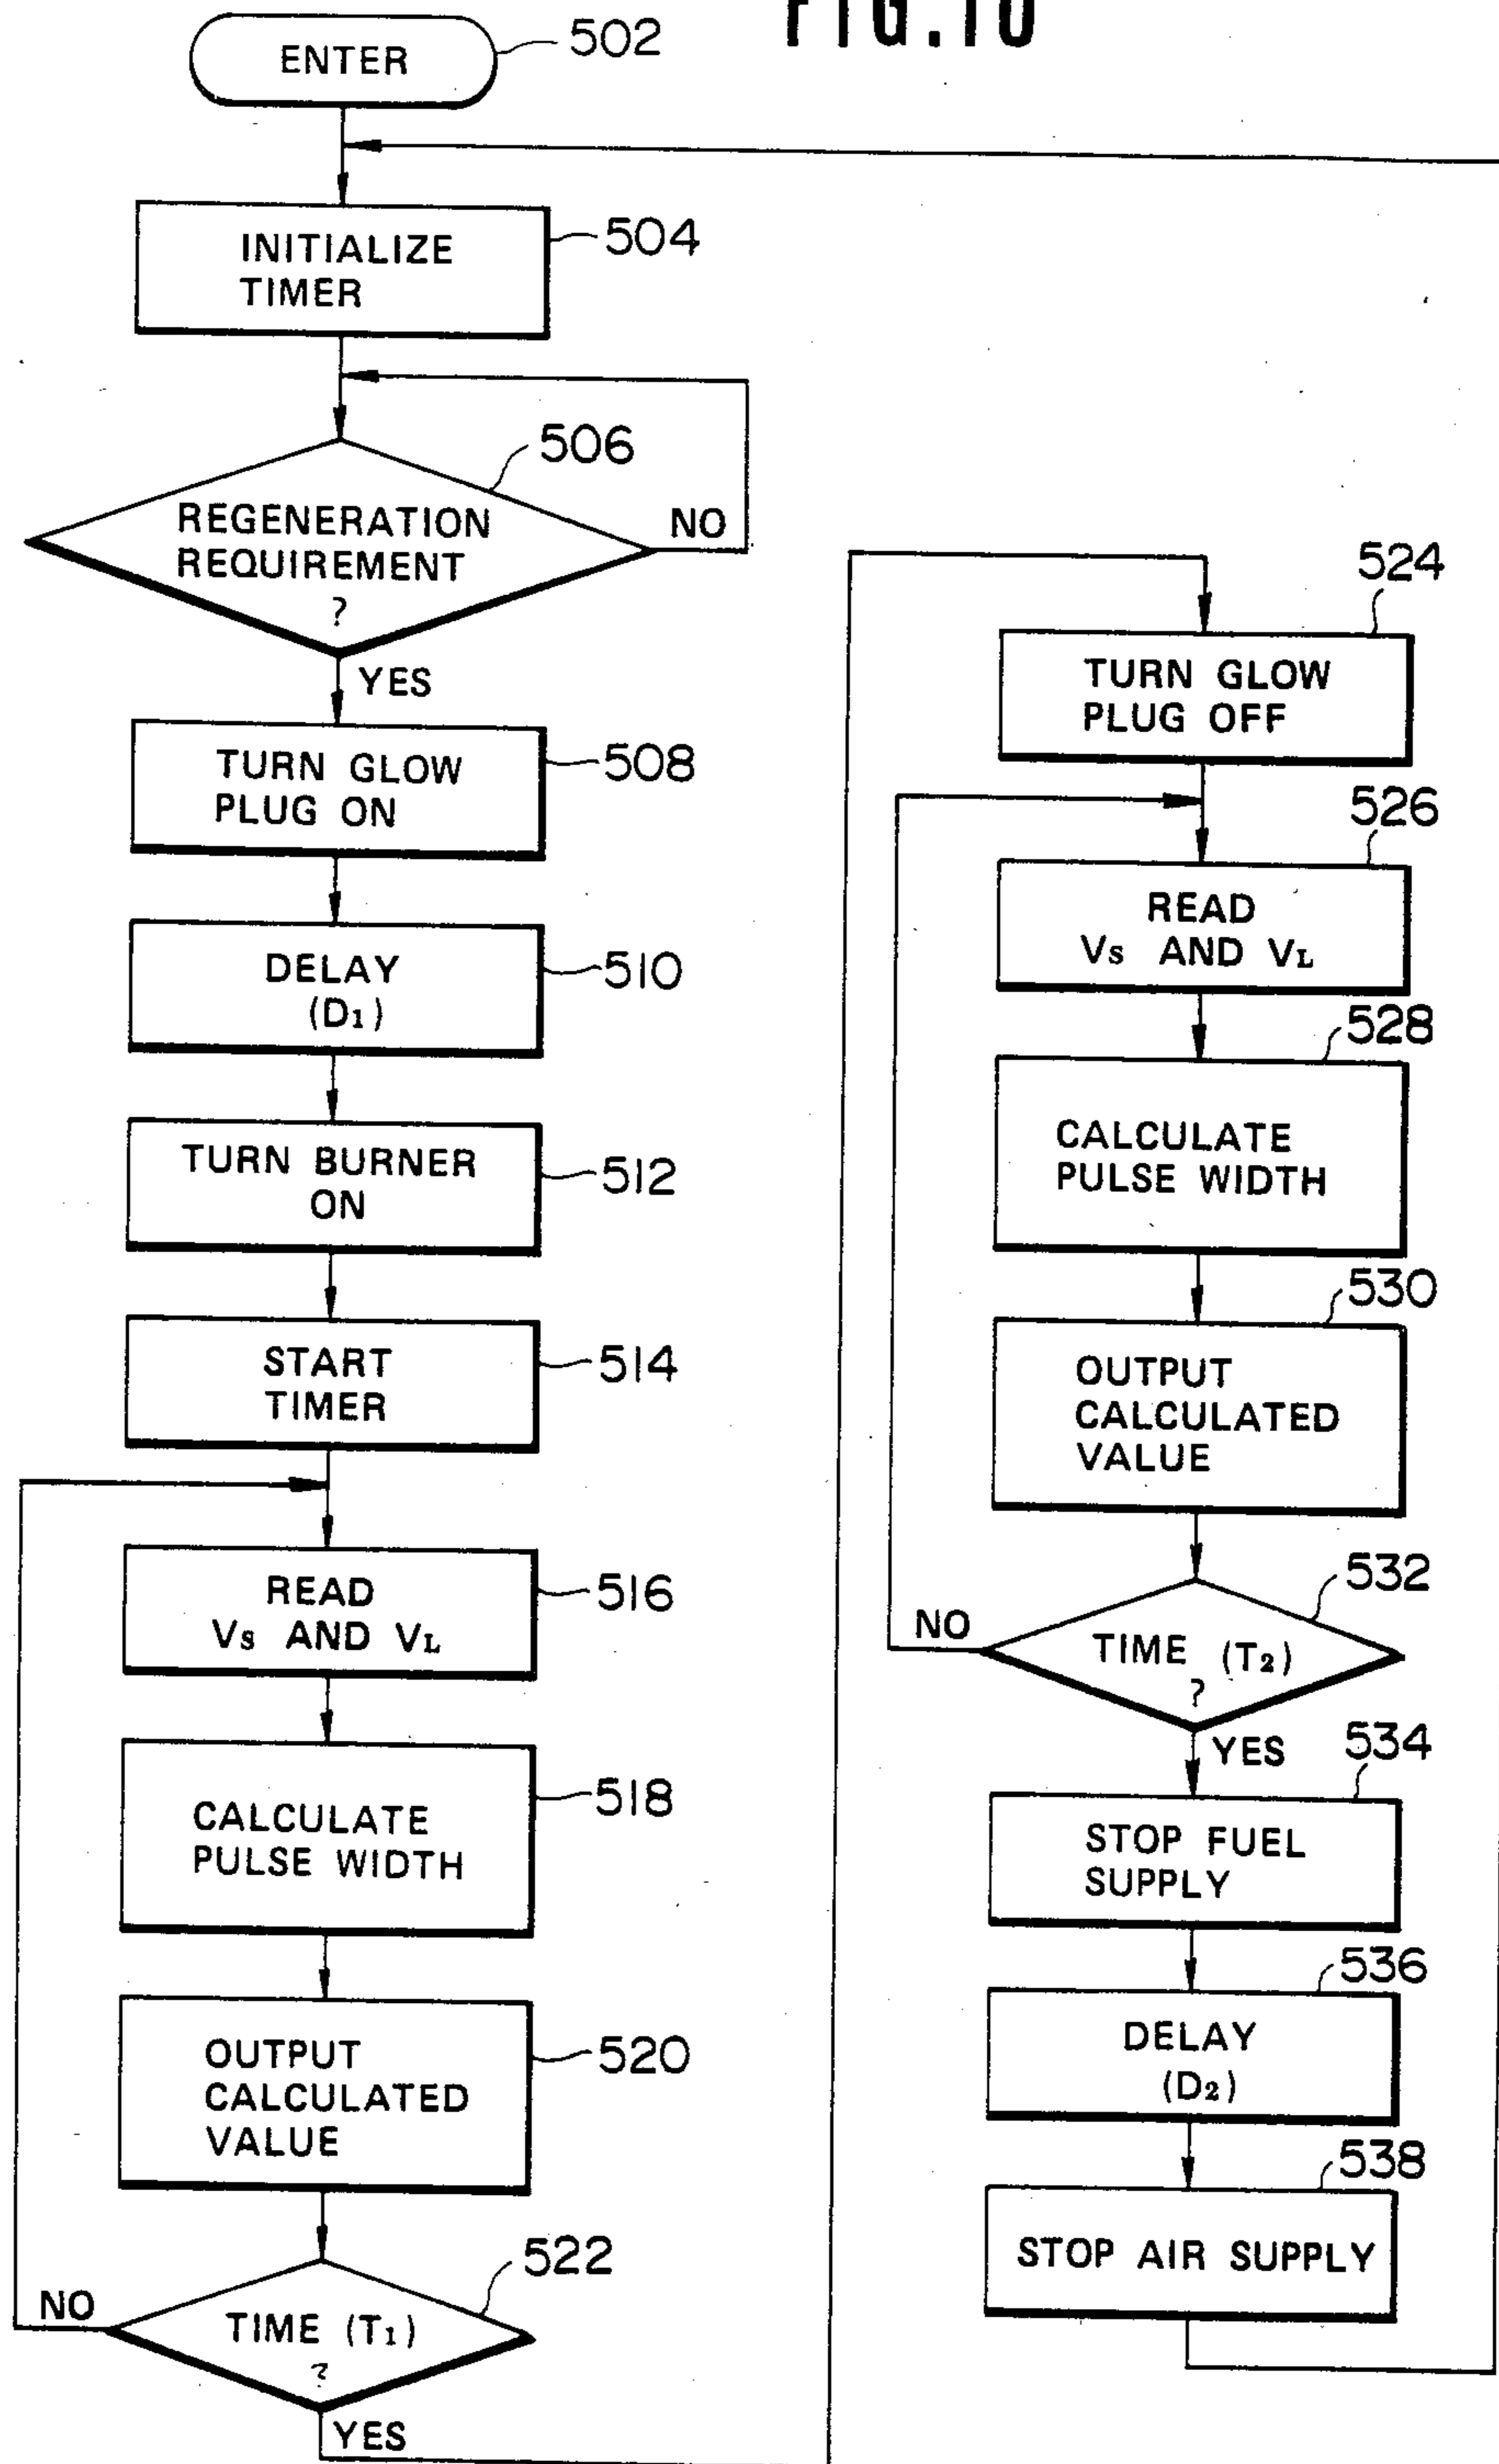 FIG.10
ENTER
502
INITIALIZE
TIMER
504
506
REGENERATION
REQUIREMENT
?
NO
YES
TURN GLOW
PLUG ON
508
DELAY
(D1)
510
TURN BURNER
ON
512
START
TIMER
514
READ
VS AND VL
516
CALCULATE
PULSE WIDTH
518
OUTPUT
CALCULATED
VALUE
520
522
NO
TIME (T1)
?
YES
524
TURN GLOW
PLUG OFF
526
READ
VS AND VL
528
CALCULATE
PULSE WIDTH
530
OUTPUT
CALCULATED
VALUE
532
NO
TIME (T2)
?
YES
534
STOP FUEL
SUPPLY
536
DELAY
(D2)
538
STOP AIR SUPPLY